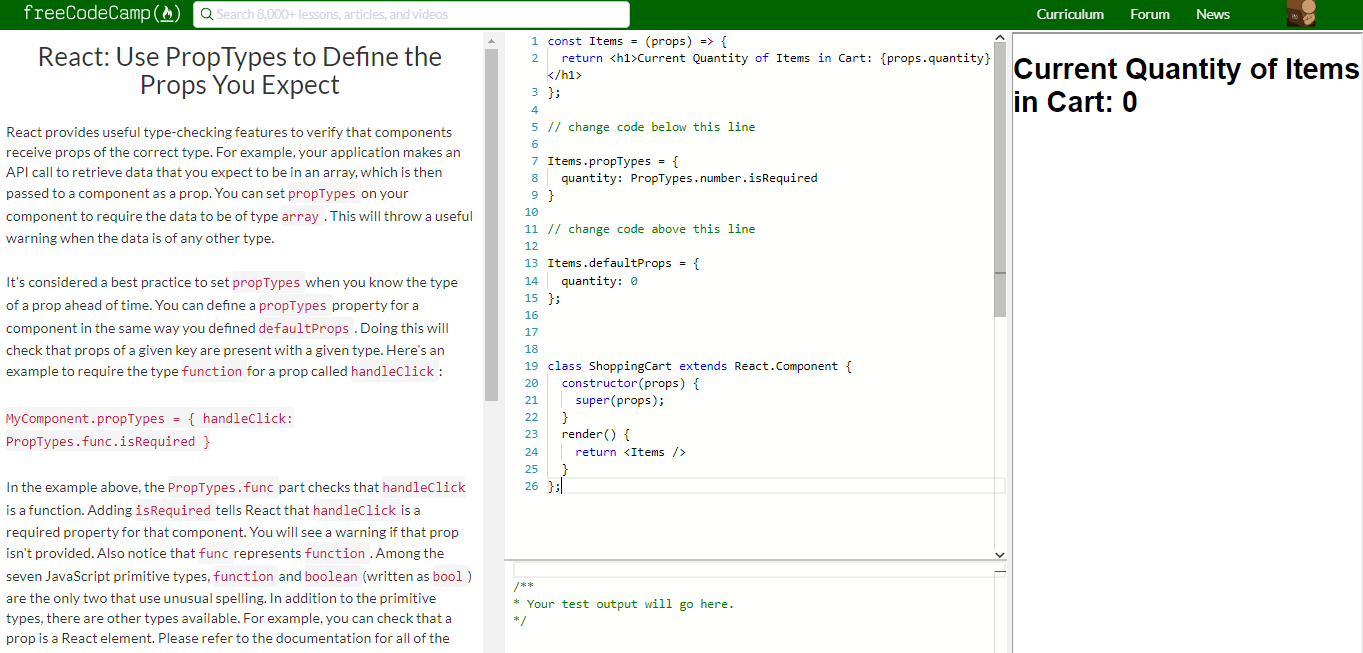 freeCodeCamp(🔥)
Search 8,000+ lessons, articles, and videos
Curriculum Forum News
React: Use PropTypes to Define the
Props You Expect
React provides useful type-checking features to verify that components
receive props of the correct type. For example, your application makes an
API call to retrieve data that you expect to be in an array, which is then
passed to a component as a prop. You can set propTypes on your
component to require the data to be of type array . This will throw a useful
warning when the data is of any other type.
It's considered a best practice to set propTypes when you know the type
of a prop ahead of time. You can define a propTypes property for a
component in the same way you defined defaultProps . Doing this will
check that props of a given key are present with a given type. Here's an
example to require the type function for a prop called handleClick :
MyComponent.propTypes = { handleClick:
PropTypes.func.isRequired }
In the example above, the PropTypes.func part checks that handleClick
is a function. Adding isRequired tells React that handleClick is a
required property for that component. You will see a warning if that prop
isn't provided. Also notice that func represents function . Among the
seven JavaScript primitive types, function and boolean (written as bool )
are the only two that use unusual spelling. In addition to the primitive
types, there are other types available. For example, you can check that a
prop is a React element. Please refer to the documentation for all of the
1 const Items = (props) => {
2 return <h1>Current Quantity of Items in Cart: {props.quantity}
</h1>
3 };
4
5 // change code below this line
6
7 Items.propTypes = {
8 quantity: PropTypes.number.isRequired
9 }
10
11 // change code above this line
12
13 Items.defaultProps = {
14 quantity: 0
15 };
16
17
18
19 class ShoppingCart extends React.Component {
20 constructor(props) {
21 super(props);
22 }
23 render() {
24 return <Items />
25 }
26 };
/**
* Your test output will go here.
*/
Current Quantity of Items
in Cart: 0